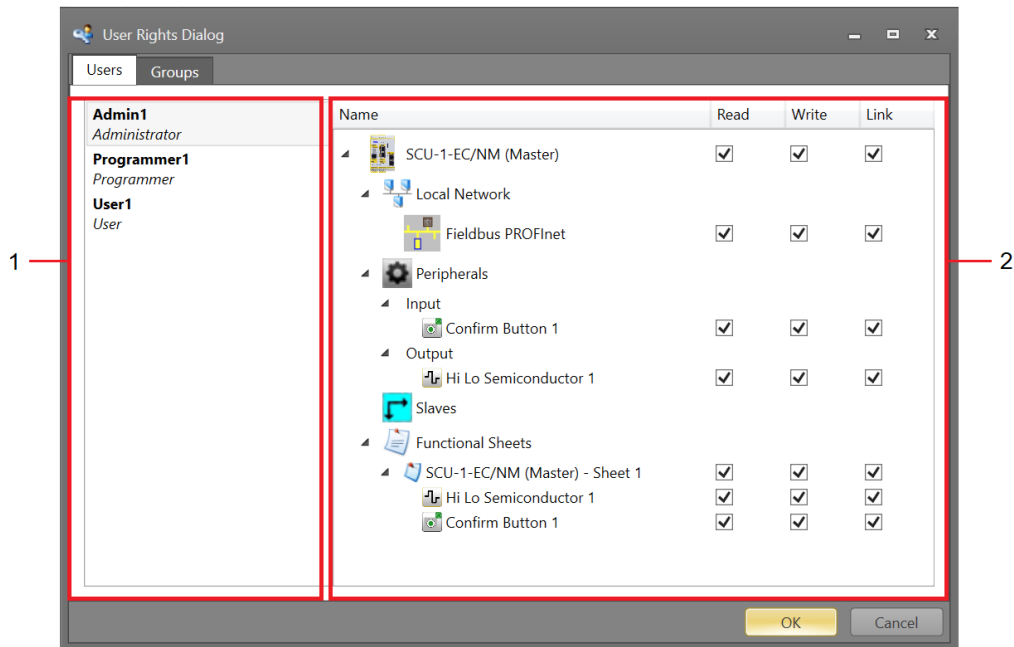 User Rights Dialog
Users Groups
Admin1
Administrator
Programmer1
Programmer
User1
User
Name Read Write Link
SCU-1-EC/NM (Master)
Local Network
Fieldbus PROFInet
Peripherals
Input
Confirm Button 1
Output
Hi Lo Semiconductor 1
Slaves
Functional Sheets
SCU-1-EC/NM (Master) - Sheet 1
Hi Lo Semiconductor 1
Confirm Button 1
1
2
OK Cancel